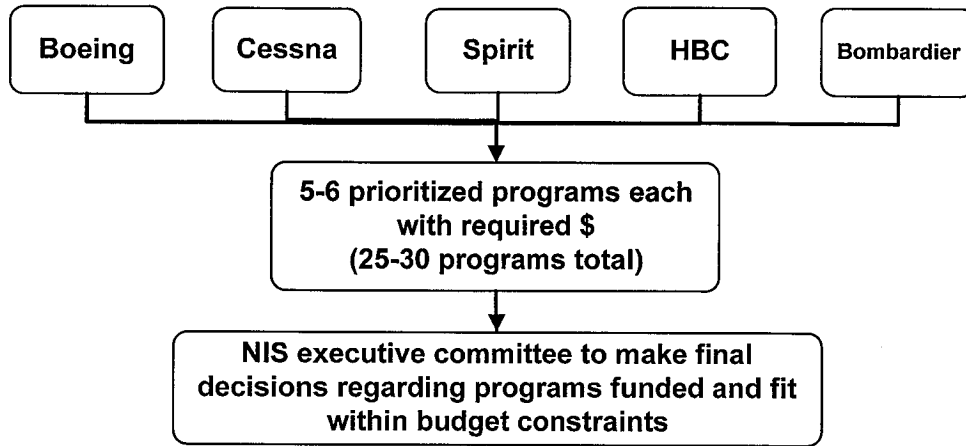 Boeing
Cessna
Spirit
HBC
Bombardier
5-6 prioritized programs each
with required $
(25-30 programs total)
NIS executive committee to make final
decisions regarding programs funded and fit
within budget constraints